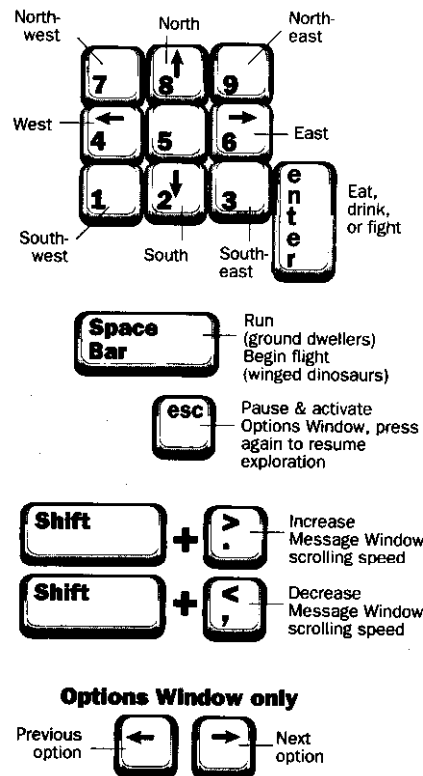 North-
west
North
North-
east
7
8
9
West
4
5
6
East
1
2
3
enter
Eat,
drink,
or fight
South-
west
South
South-
east
Space
Bar
Run
(ground dwellers)
Begin flight
(winged dinosaurs)
esc
Pause & activate
Options Window, press
again to resume
exploration
Shift
+
>
.
Increase
Message Window
scrolling speed
Shift
+
<
,
Decrease
Message Window
scrolling speed
Options Window only
Previous
option
Next
option